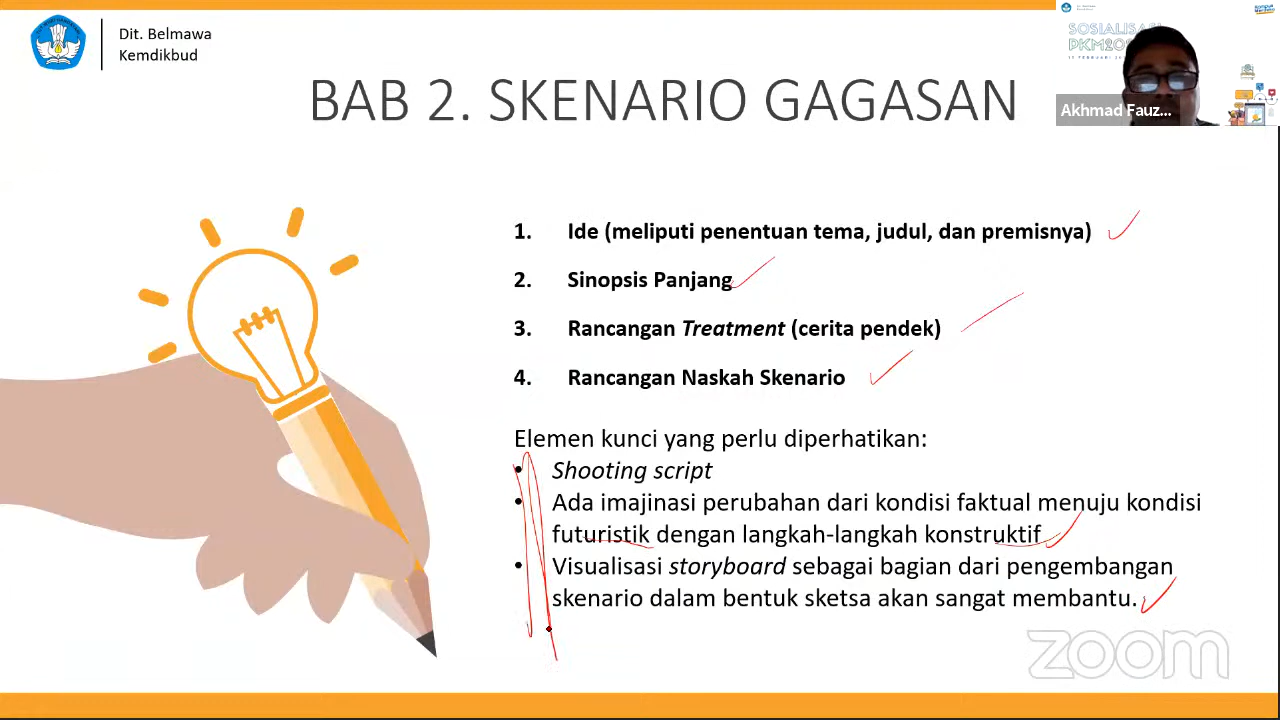 Dit. Belmawa
Kemdikbud
SOSIALISASI
BAB 2. SKENARIO GAGASAN
Akhmad Fauz...
1. Ide (meliputi penentuan tema, judul, dan premisnya)
2. Sinopsis Panjang
3. Rancangan Treatment (cerita pendek)
4. Rancangan Naskah Skenario
Elemen kunci yang perlu diperhatikan:
• Shooting script
• Ada imajinasi perubahan dari kondisi faktual menuju kondisi
futuristik dengan langkah-langkah konstruktif
• Visualisasi storyboard sebagai bagian dari pengembangan
skenario dalam bentuk sketsa akan sangat membantu.
zoom